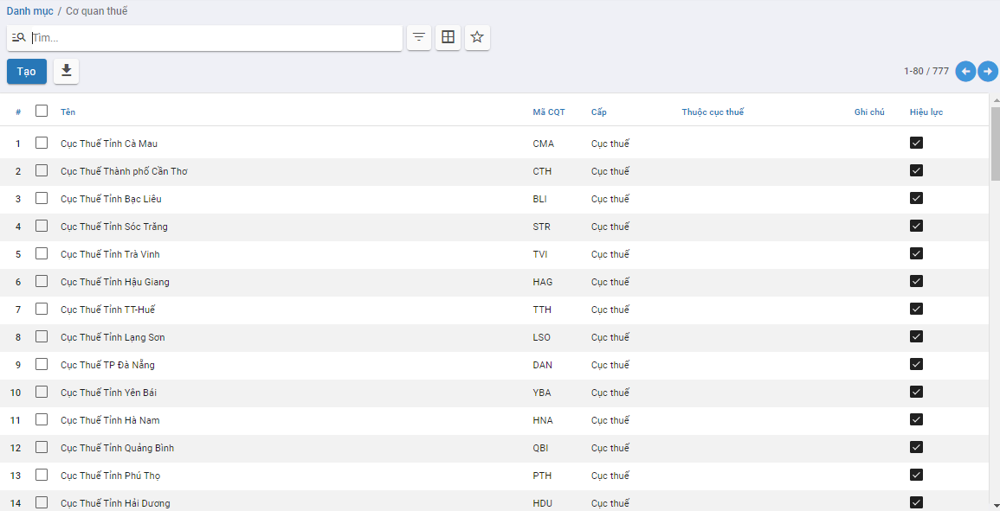 Danh mục / Cơ quan thuế
Tìm...
Tạo
1-80 / 777
# Tên Mã CQT Cấp Thuộc cục thuế Ghi chú Hiệu lực
1 Cục Thuế Tỉnh Cà Mau CMA Cục thuế
2 Cục Thuế Thành phố Cần Thơ CTH Cục thuế
3 Cục Thuế Tỉnh Bạc Liêu BLI Cục thuế
4 Cục Thuế Tỉnh Sóc Trăng STR Cục thuế
5 Cục Thuế Tỉnh Trà Vinh TVI Cục thuế
6 Cục Thuế Tỉnh Hậu Giang HAG Cục thuế
7 Cục Thuế Tỉnh TT-Huế TTH Cục thuế
8 Cục Thuế Tỉnh Lạng Sơn LSO Cục thuế
9 Cục Thuế TP Đà Nẵng DAN Cục thuế
10 Cục Thuế Tỉnh Yên Bái YBA Cục thuế
11 Cục Thuế Tỉnh Hà Nam HNA Cục thuế
12 Cục Thuế Tỉnh Quảng Bình QBI Cục thuế
13 Cục Thuế Tỉnh Phú Thọ PTH Cục thuế
14 Cục Thuế Tỉnh Hải Dương HDU Cục thuế